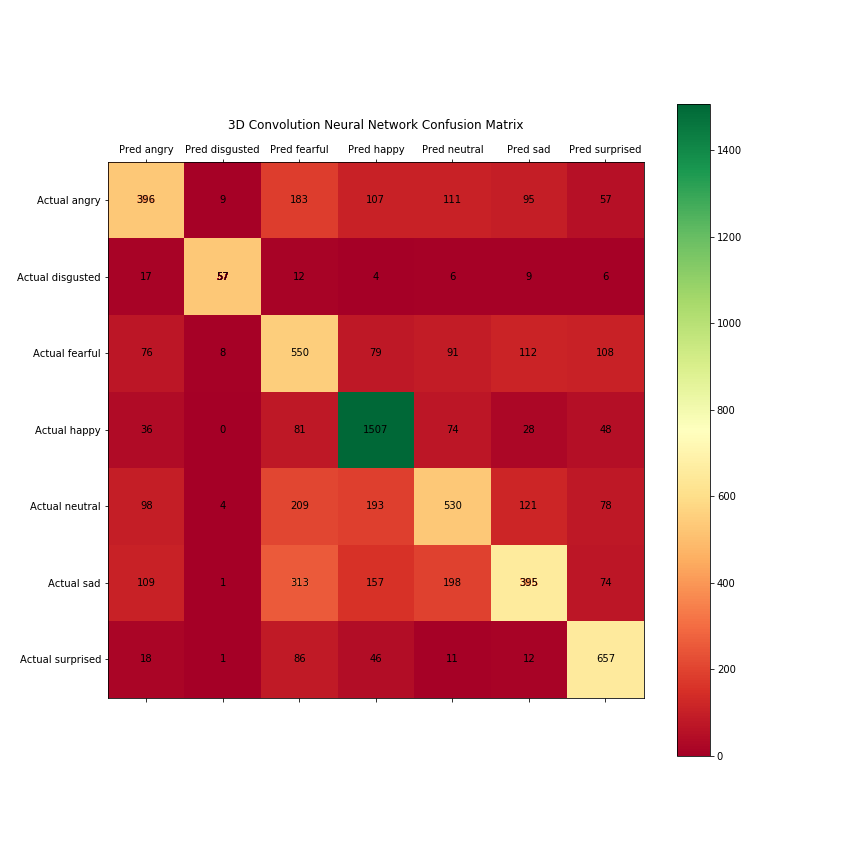 3D Convolution Neural Network Confusion Matrix
Pred angry Pred disgusted Pred fearful Pred happy Pred neutral Pred sad Pred surprised
Actual angry 396 9 183 107 111 95 57
Actual disgusted 17 57 12 4 6 9 6
Actual fearful 76 8 550 79 91 112 108
Actual happy 36 0 81 1507 74 28 48
Actual neutral 98 4 209 193 530 121 78
Actual sad 109 1 313 157 198 395 74
Actual surprised 18 1 86 46 11 12 657
1400
1200
1000
800
600
400
200
0